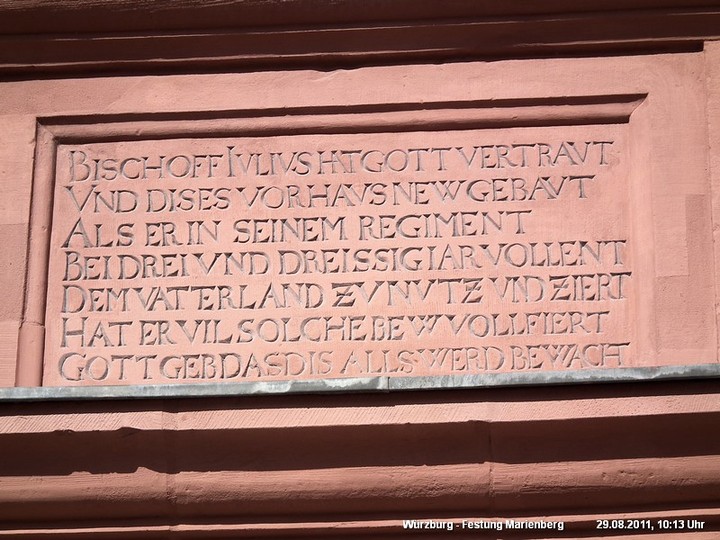 BISCHOFF IVLIVS HAT GOTT VERTRAVT
VND DISES VORHAVS NEW GEBAVT
ALS ER IN SEINEM REGIMENT
BEI DREI VND DREISSIG IAR VOLLENT
DEM VATTERLAND ZV NVTZ VND ZIERT
HAT ER VIL SOLCHE BEW VOLLFIERT
GOTT GEB DAS DIS ALLS WERD BEWACH
Würzburg - Festung Marienberg 29.08.2011, 10:13 Uhr